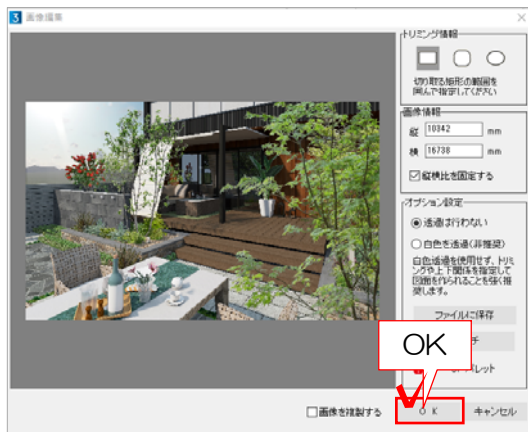 画像編集
トリミング情報
切り取る矩形の範囲を
囲んで指定してください
画像情報
縦 10342 mm
横 16738 mm
縦横比を固定する
オプション設定
透過は行わない
白色を透過(非推奨)
白色透過を使用せず、トリミ
ングや上下関係を指定して
図面を作られることを強く推
奨します。
ファイルに保存
OK
チ
レット
画像を複製する
OK
キャンセル